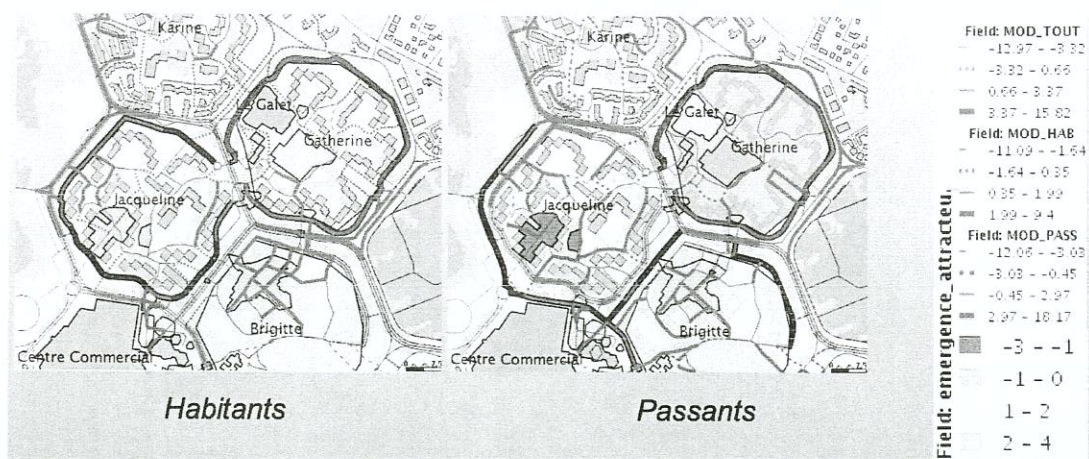 Karine
Le Galet
Gatherine
Jacqueline
Brigitte
Centre Commercial
Habitants
Karine
Le Galet
Gatherine
Jacqueline
Brigitte
Centre Commercial
Passants
Field: MOD_TOUT
-12.97 - -3.32
-3.32 - 0.66
0.66 - 3.37
3.37 - 15.82
Field: MOD_HAB
-11.09 - -1.64
-1.64 - 0.35
0.35 - 1.99
1.99 - 9.4
Field: MOD_PASS
-12.06 - -3.03
-3.03 - -0.45
-0.45 - 2.97
2.97 - 18.17
-3 - -1
-1 - 0
1 - 2
2 - 4
Field: emergence_attracteu